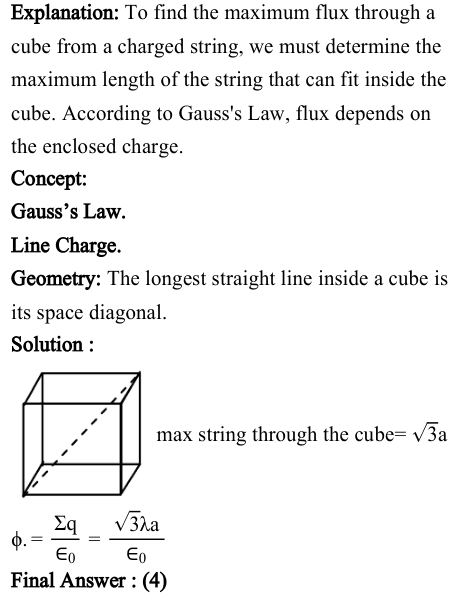 Explanation: To find the maximum flux through a
cube from a charged string, we must determine the
maximum length of the string that can fit inside the
cube. According to Gauss's Law, flux depends on
the enclosed charge.
Concept:
Gauss’s Law.
Line Charge.
Geometry: The longest straight line inside a cube is
its space diagonal.
Solution :
max string through the cube= √3a
ϕ. = Σq/∈0 = √3λa/∈0
Final Answer : (4)